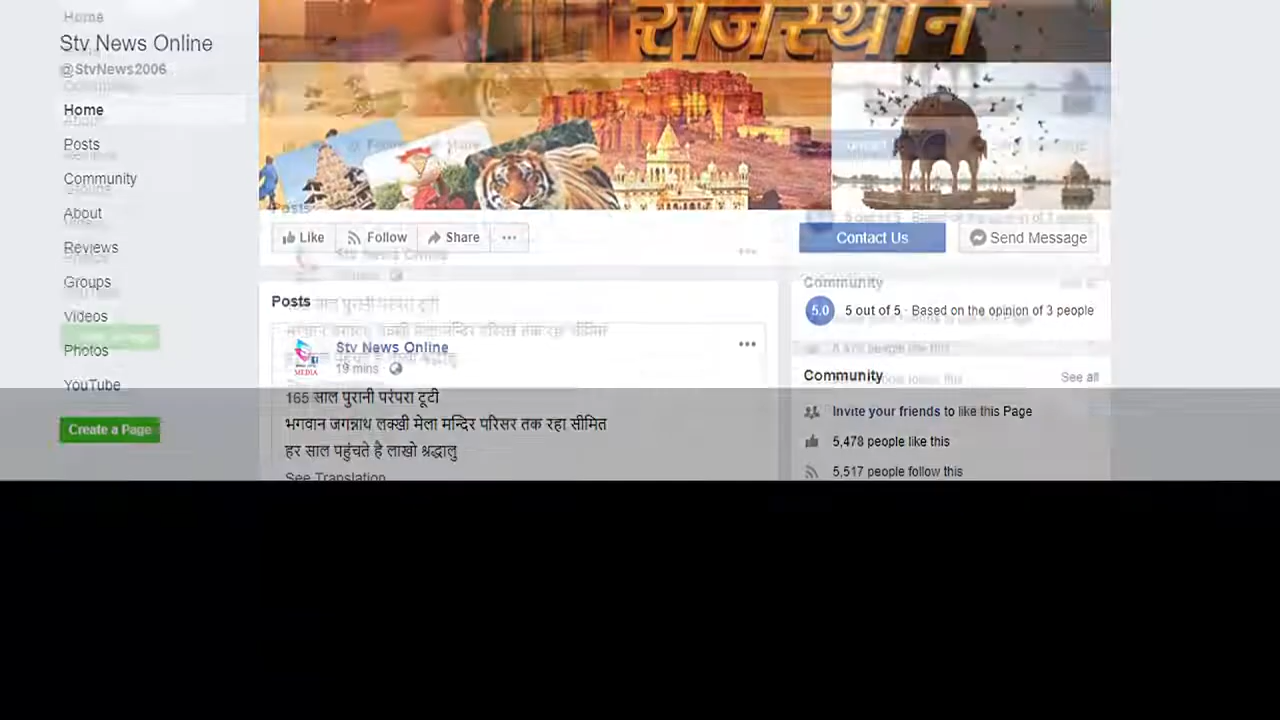 Home
Stv News Online
@StvNews2006
Home
Posts
Community
About
Reviews
Groups
Videos
Photos
YouTube
Create a Page
राजस्थान
Like Follow Share
Contact Us Send Message
Posts
Stv News Online
19 mins
165 साल पुरानी परंपरा टूटी
भगवान जगन्नाथ लक्खी मेला मन्दिर परिसर तक रहा सीमित
हर साल पहुंचते है लाखो श्रद्धालु
See Translation
MEDIA
Community
5.0 5 out of 5 · Based on the opinion of 3 people
Community See all
Invite your friends to like this Page
5,478 people like this
5,517 people follow this